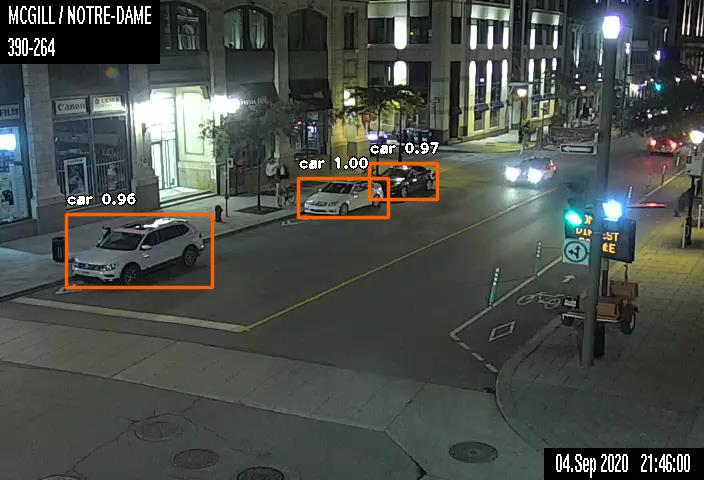 MCGILL / NOTRE-DAME
390-264
car 0.96
car 1.00
car 0.97
Canon
04.Sep 2020 21:46:00